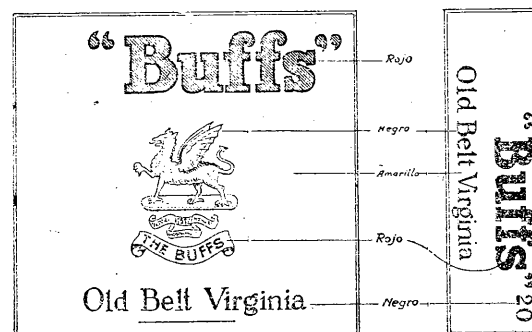 "Buffs"
Rojo
Negro
Amarillo
THE BUFFS
Rojo
Old Belt Virginia
Negro
Old Belt Virginia
"Buffs" 20